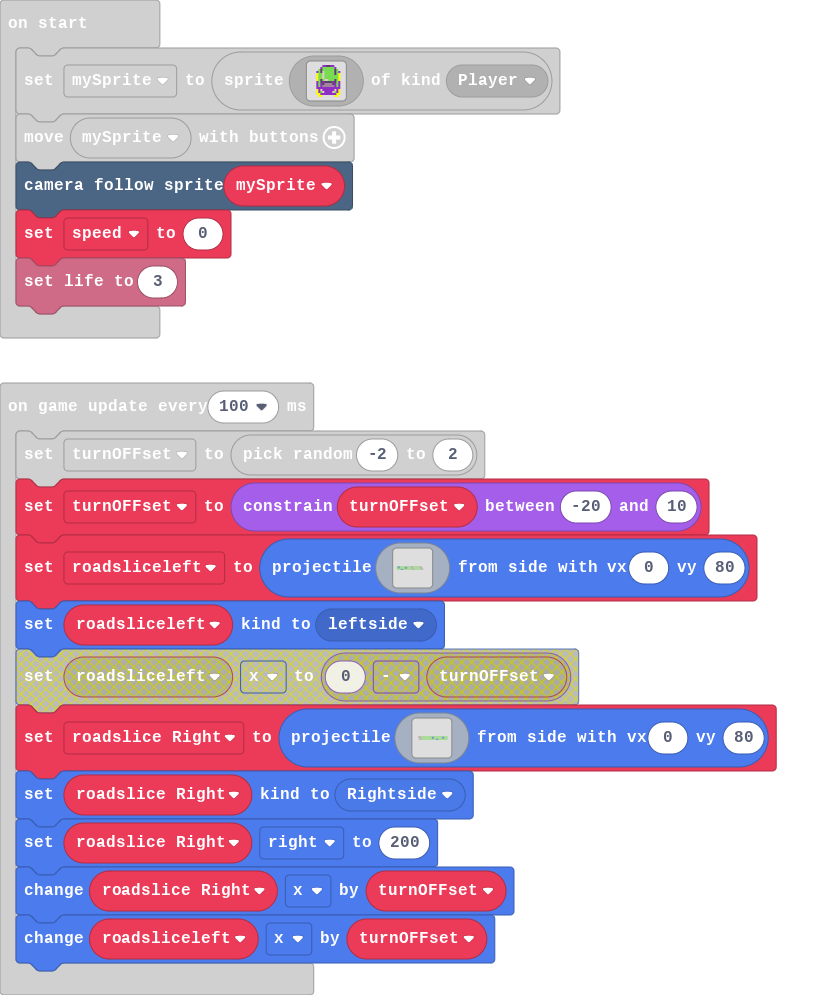 on start
set mySprite to sprite of kind Player
move mySprite with buttons
camera follow sprite mySprite
set speed to 0
set life to 3
on game update every 100 ms
set turnOFFset to pick random -2 to 2
set turnOFFset to constrain turnOFFset between -20 and 10
set roadsliceleft to projectile from side with vx 0 vy 80
set roadsliceleft kind to leftside
set roadsliceleft x to 0 - turnOFFset
set roadslice Right to projectile from side with vx 0 vy 80
set roadslice Right kind to Rightside
set roadslice Right right to 200
change roadslice Right x by turnOFFset
change roadsliceleft x by turnOFFset